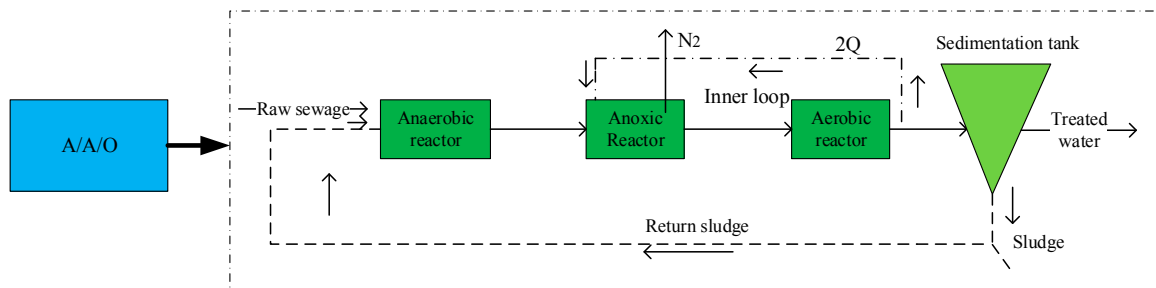 A/A/O
Raw sewage
Anaerobic
reactor
N2
Anoxic
Reactor
2Q
Inner loop
Aerobic
reactor
Sedimentation tank
Treated
water
Return sludge
Sludge